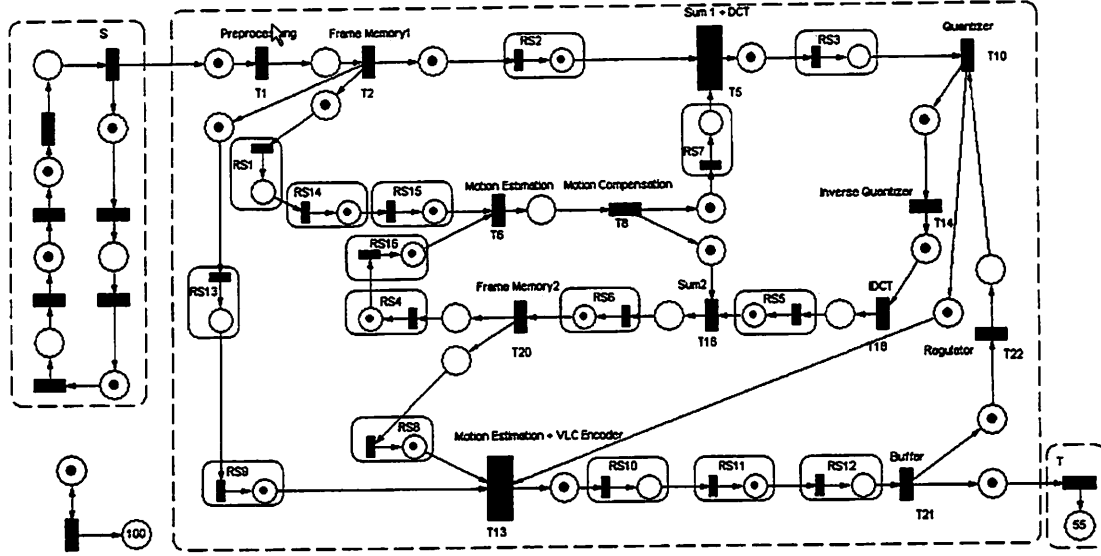 Sum 1 + DCT
S
Preprocessing
Frame Memory1
RS2
RS3
Quantizer
T1
T2
T5
T10
RS1
RS7
RS14
RS15
Motion Estimation
Motion Compensation
Inverse Quantizer
T6
T8
T14
RS16
RS13
RS4
Frame Memory2
RS6
Sum2
RS5
IDCT
T20
T16
T18
Regulator
T22
RS8
Motion Estimation + VLC Encoder
RS9
RS10
RS11
RS12
Buffer
T
T13
T21
100
55